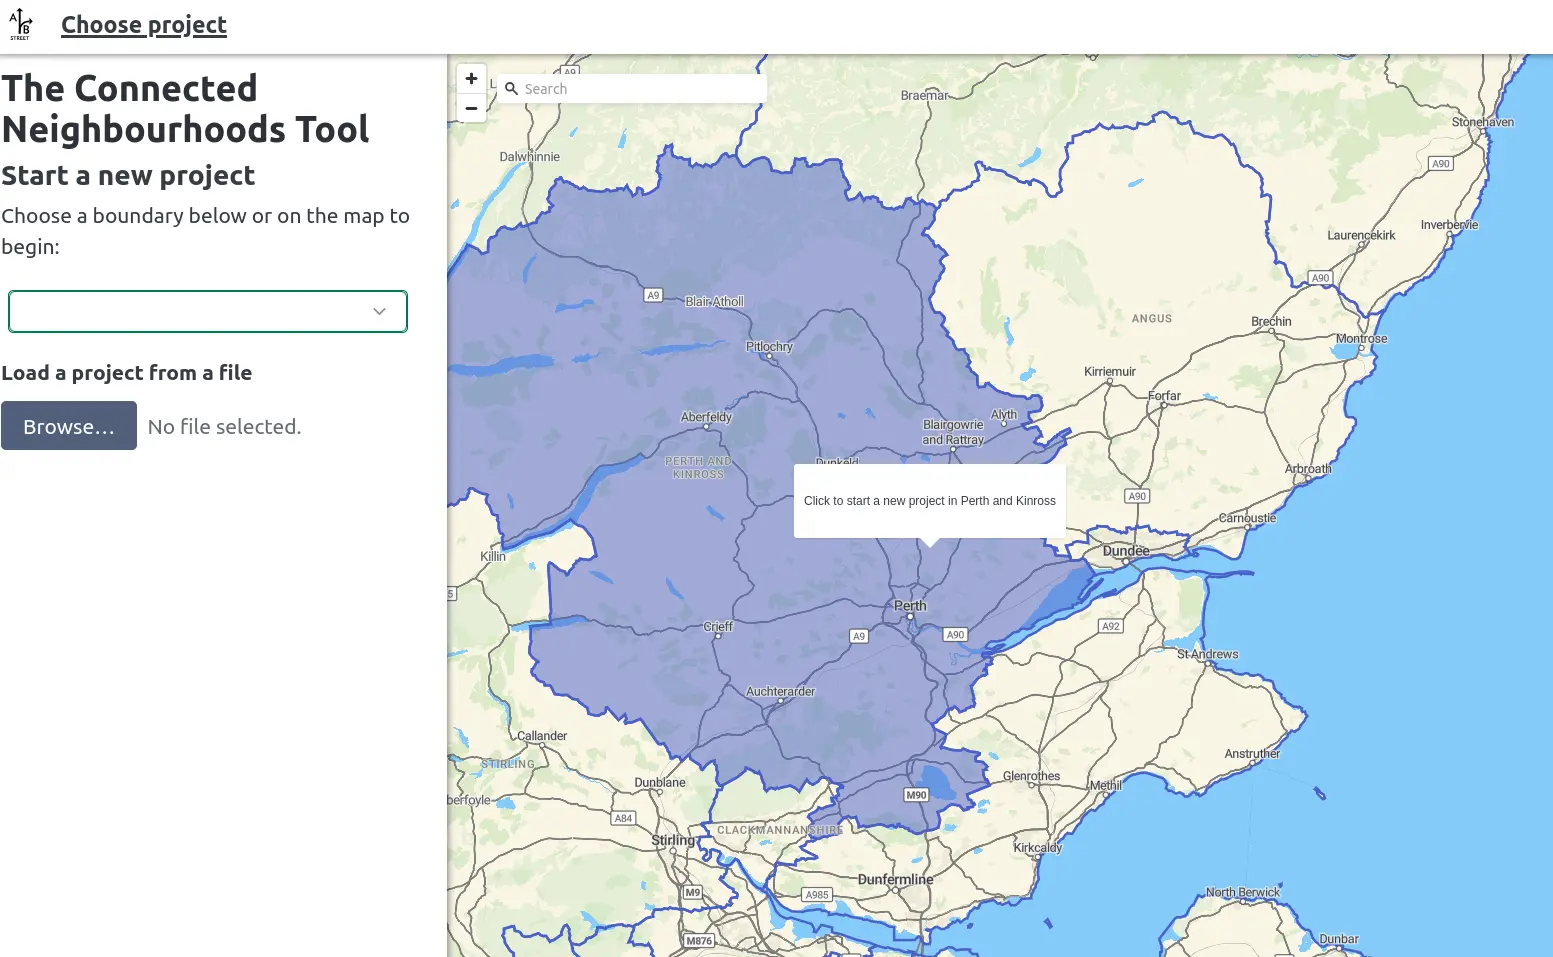 A
B
STREET
Choose project
The Connected
Neighbourhoods Tool
Start a new project
Choose a boundary below or on the map to
begin:
Load a project from a file
Browse...
No file selected.
+
−
Search
A9
Braemar
Stonehaven
Dalwhinnie
A90
Inverbervie
Laurencekirk
A90
A9
Blair Atholl
ANGUS
Brechin
Montrose
Pitlochry
Kirriemuir
Forfar
Aberfeldy
Alyth
Blairgowrie
and Rattray
PERTH AND
KINROSS
Dunkeld
Arbroath
Click to start a new project in Perth and Kinross
A90
Carnoustie
Killin
Dundee
5
Perth
Crieff
A9
A90
A92
St Andrews
Auchterarder
Callander
STIRLING
Anstruther
Dunblane
Glenrothes
Methil
M90
berfoyle
A84
CLACKMANNANSHIRE
Stirling
Kirkcaldy
Dunfermline
M9
A985
North Berwick
M876
Dunbar